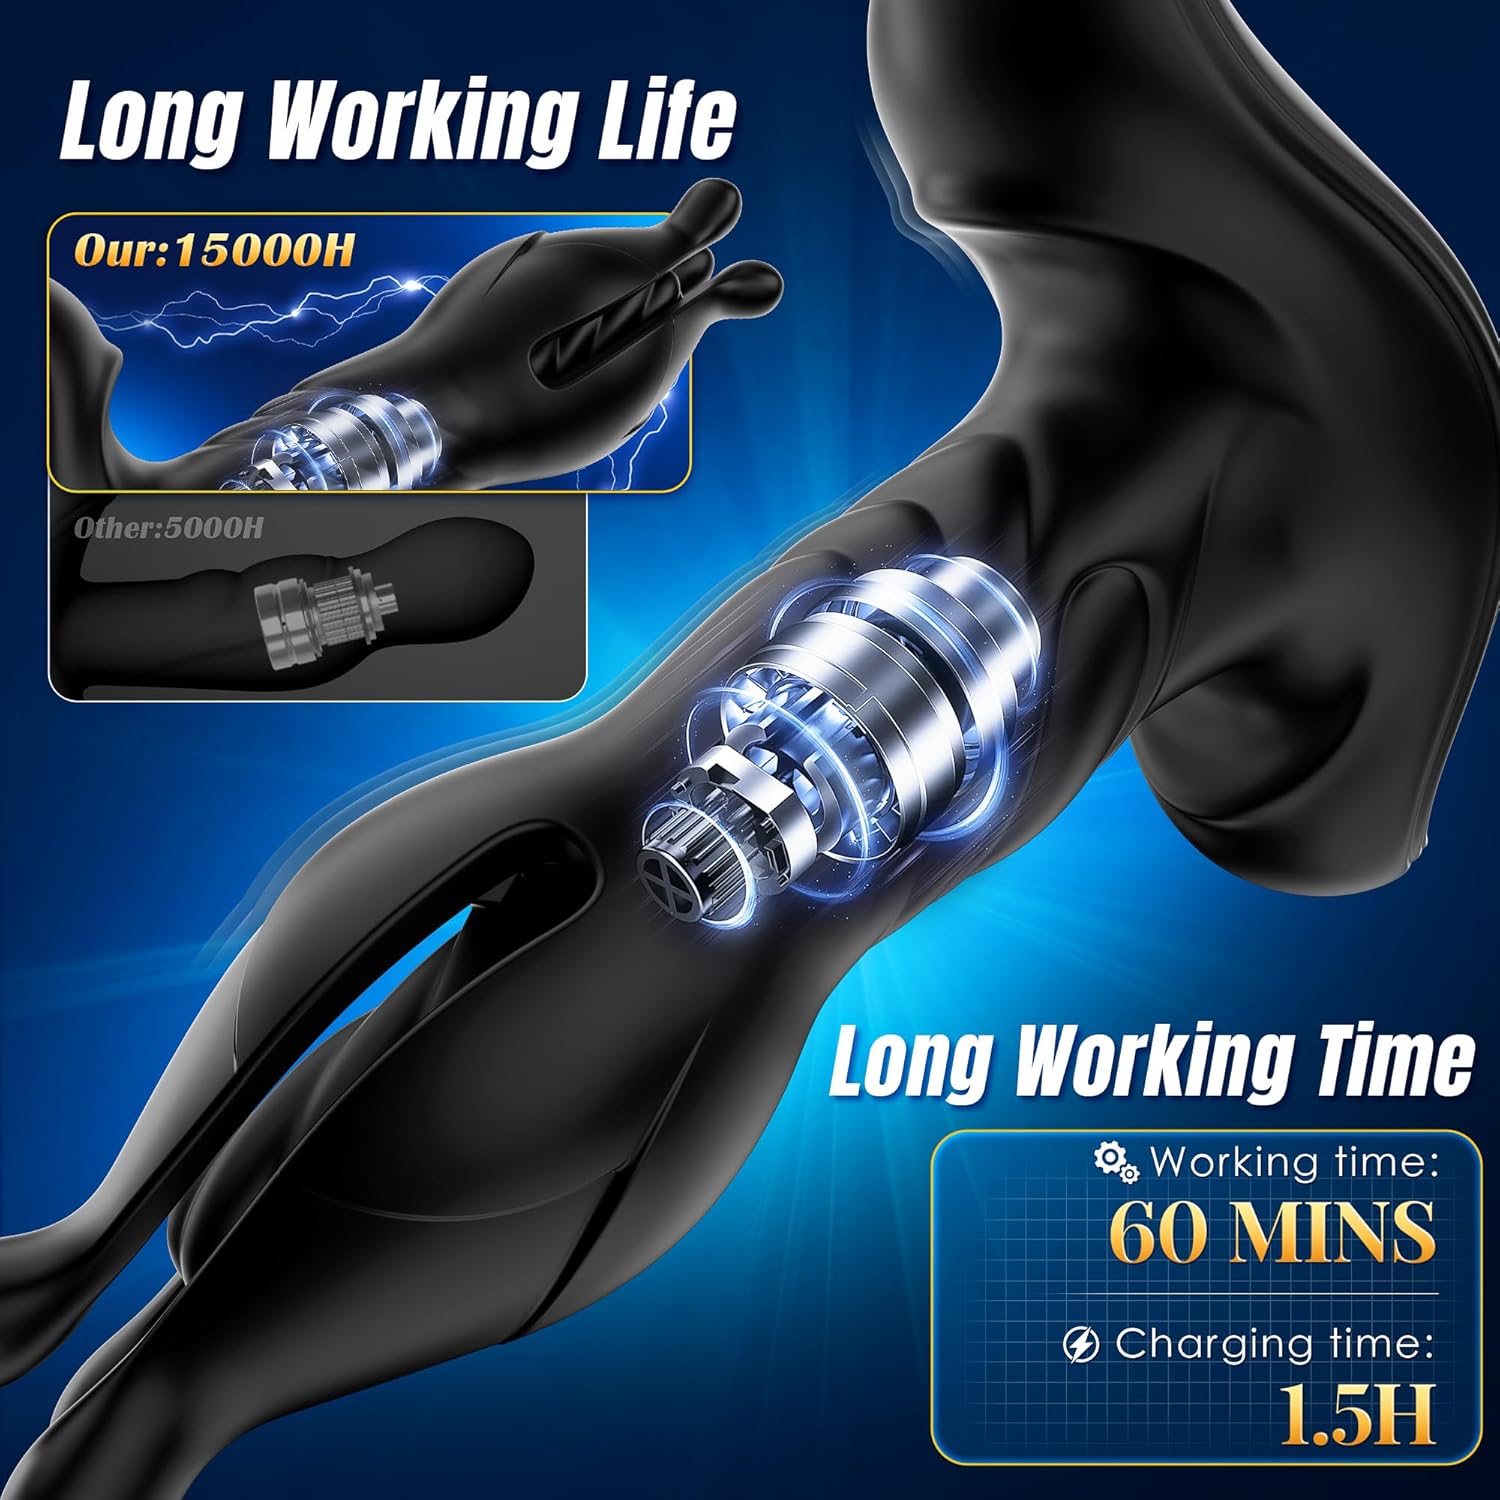 Long Working Life
Our:15000H
Other:5000H
Long Working Time
Working time:
60 MINS
Charging time:
1.5H